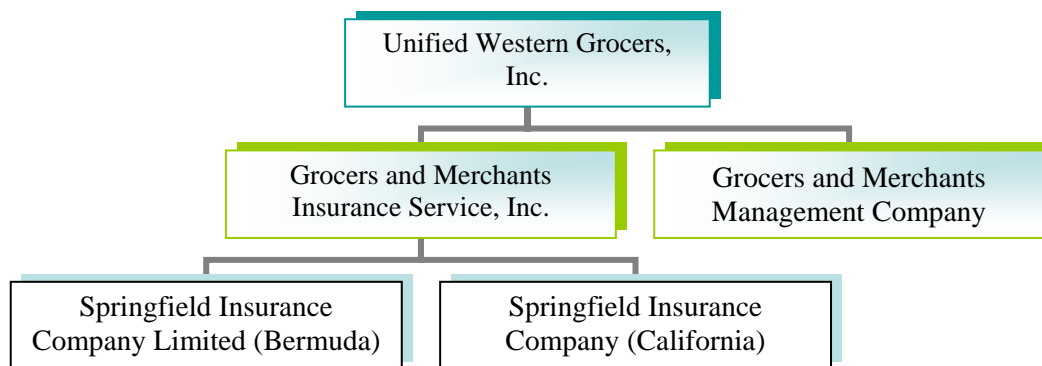 Unified Western Grocers,
Inc.
Grocers and Merchants
Insurance Service, Inc.
Grocers and Merchants
Management Company
Springfield Insurance
Company Limited (Bermuda)
Springfield Insurance
Company (California)